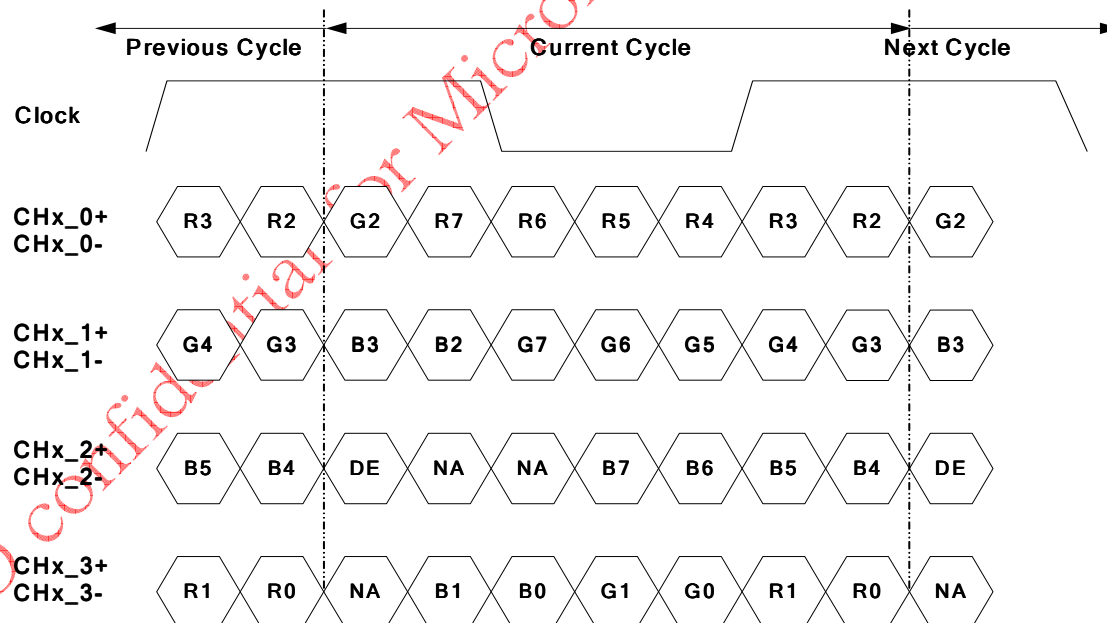 Previous Cycle Current Cycle Next Cycle
Clock
CHx_0+
CHx_0-
R3 R2 G2 R7 R6 R5 R4 R3 R2 G2
CHx_1+
CHx_1-
G4 G3 B3 B2 G7 G6 G5 G4 G3 B3
CHx_2+
CHx_2-
B5 B4 DE NA NA B7 B6 B5 B4 DE
CHx_3+
CHx_3-
R1 R0 NA B1 B0 G1 G0 R1 R0 NA
confidential for